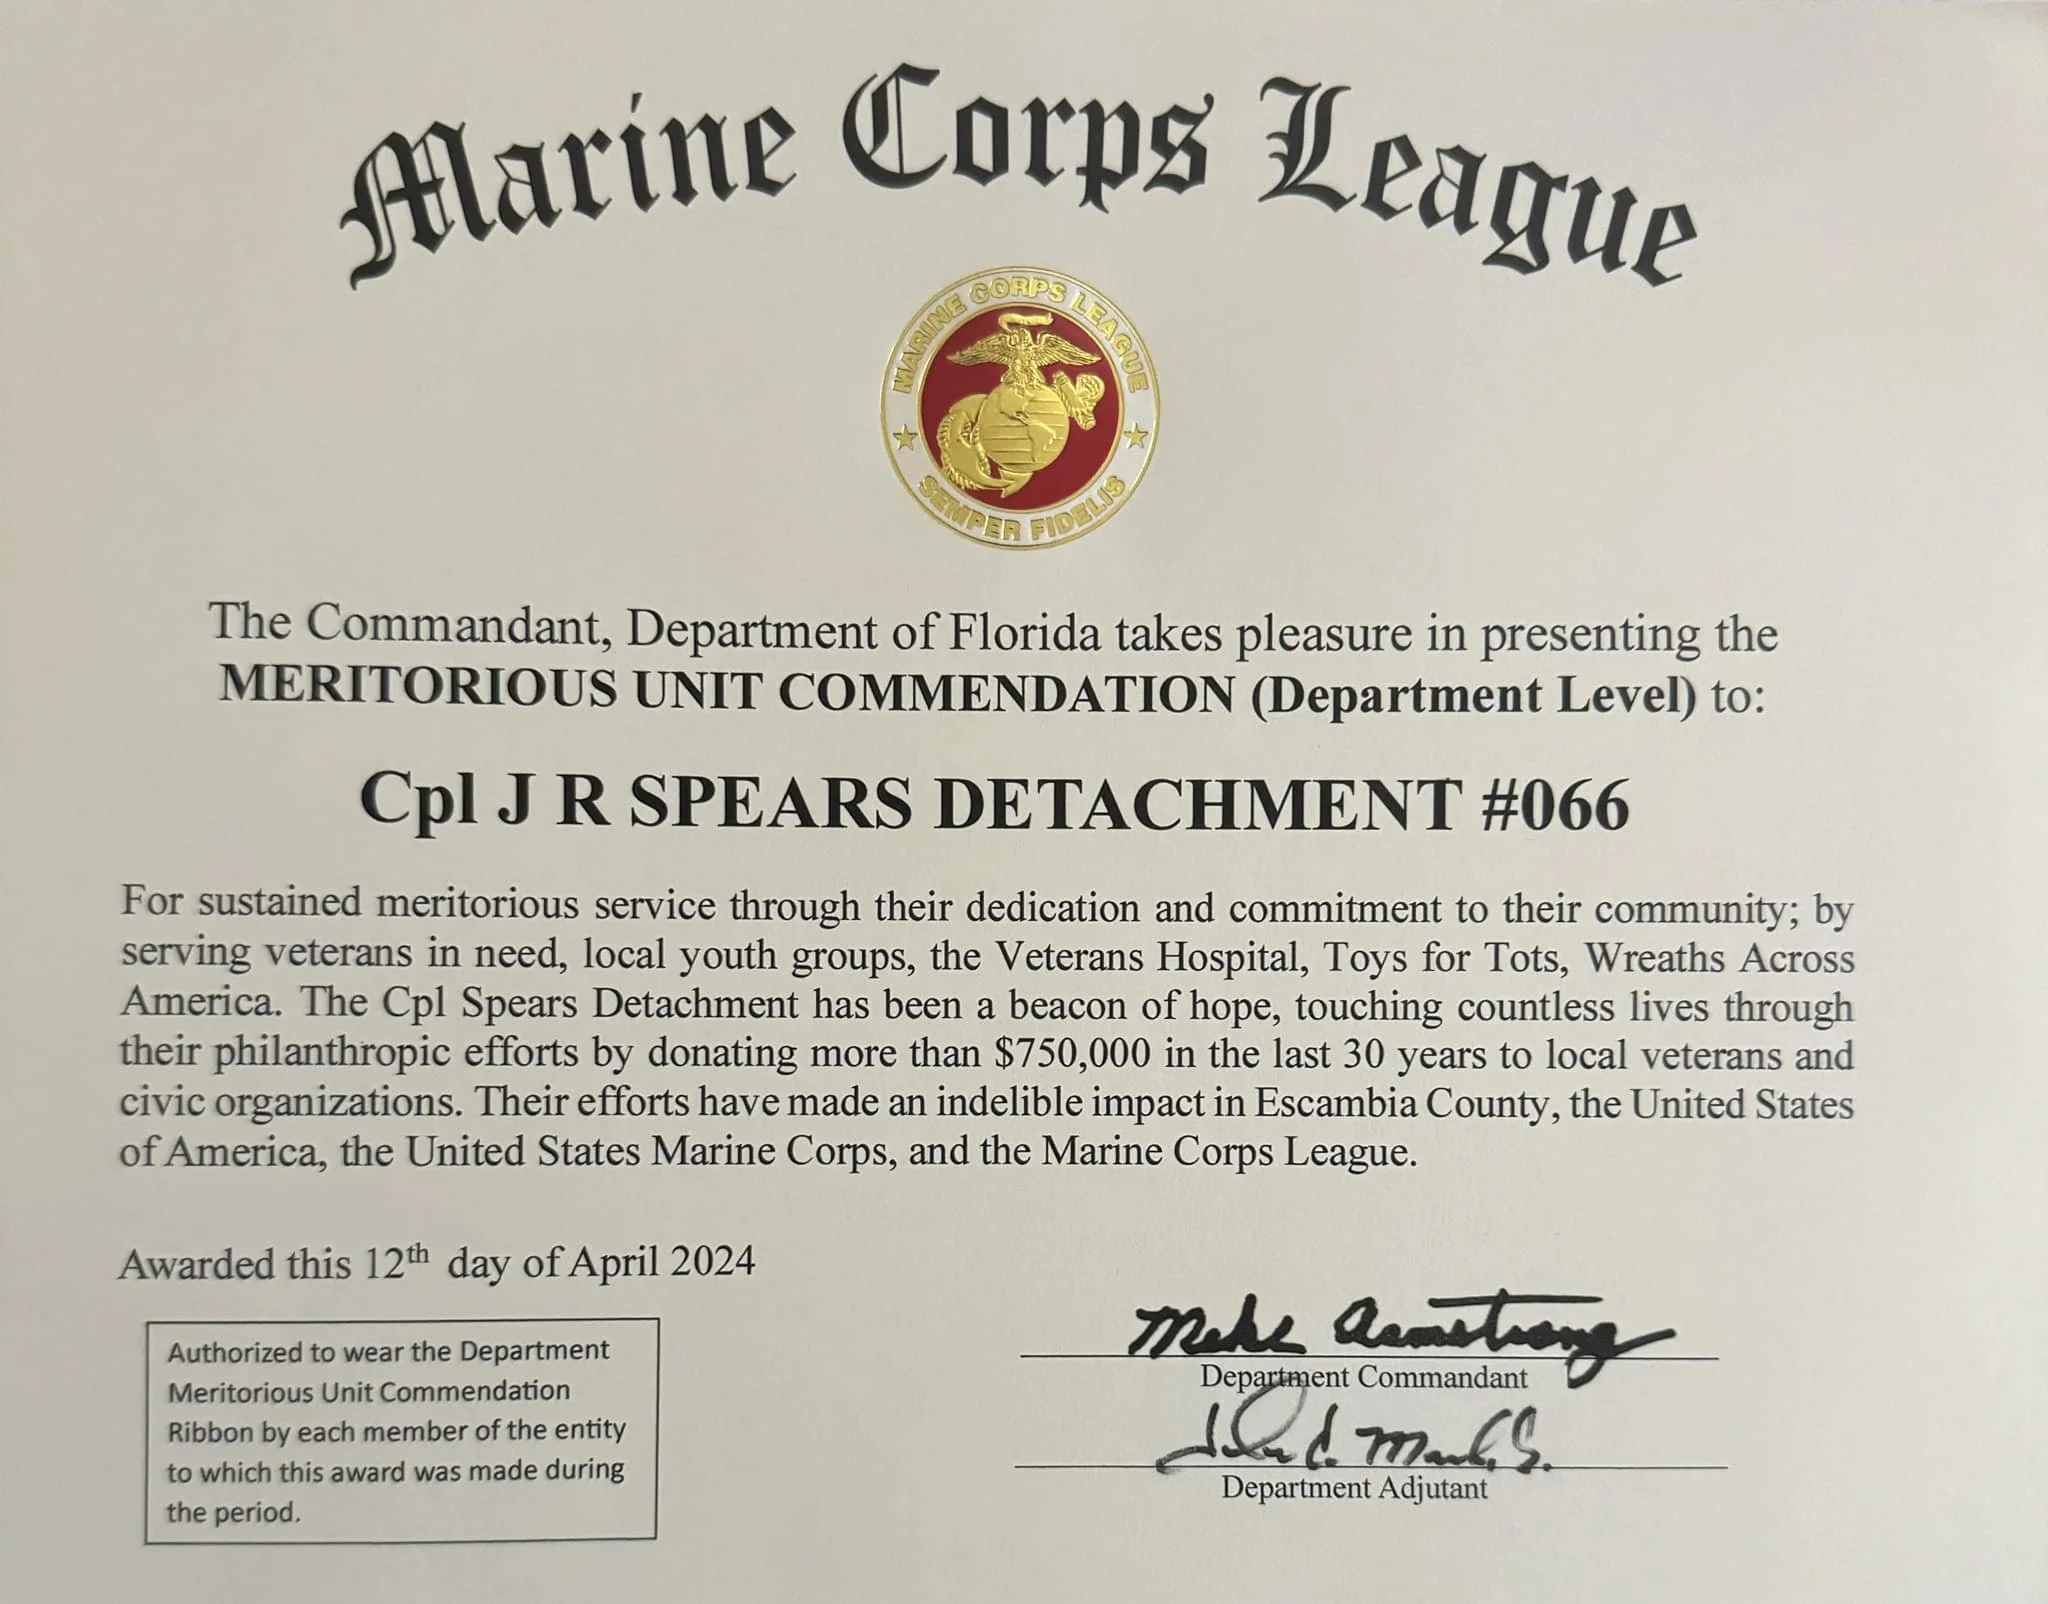 Marine Corps League
MARINE CORPS LEAGUE
SEMPER FIDELIS
The Commandant, Department of Florida takes pleasure in presenting the
MERITORIOUS UNIT COMMENDATION (Department Level) to:
Cpl J R SPEARS DETACHMENT #066
For sustained meritorious service through their dedication and commitment to their community; by
serving veterans in need, local youth groups, the Veterans Hospital, Toys for Tots, Wreaths Across
America. The Cpl Spears Detachment has been a beacon of hope, touching countless lives through
their philanthropic efforts by donating more than $750,000 in the last 30 years to local veterans and
civic organizations. Their efforts have made an indelible impact in Escambia County, the United States
of America, the United States Marine Corps, and the Marine Corps League.
Awarded this 12th day of April 2024
Authorized to wear the Department
Meritorious Unit Commendation
Ribbon by each member of the entity
to which this award was made during
the period.
Mike Armstrong
Department Commandant
Department Adjutant